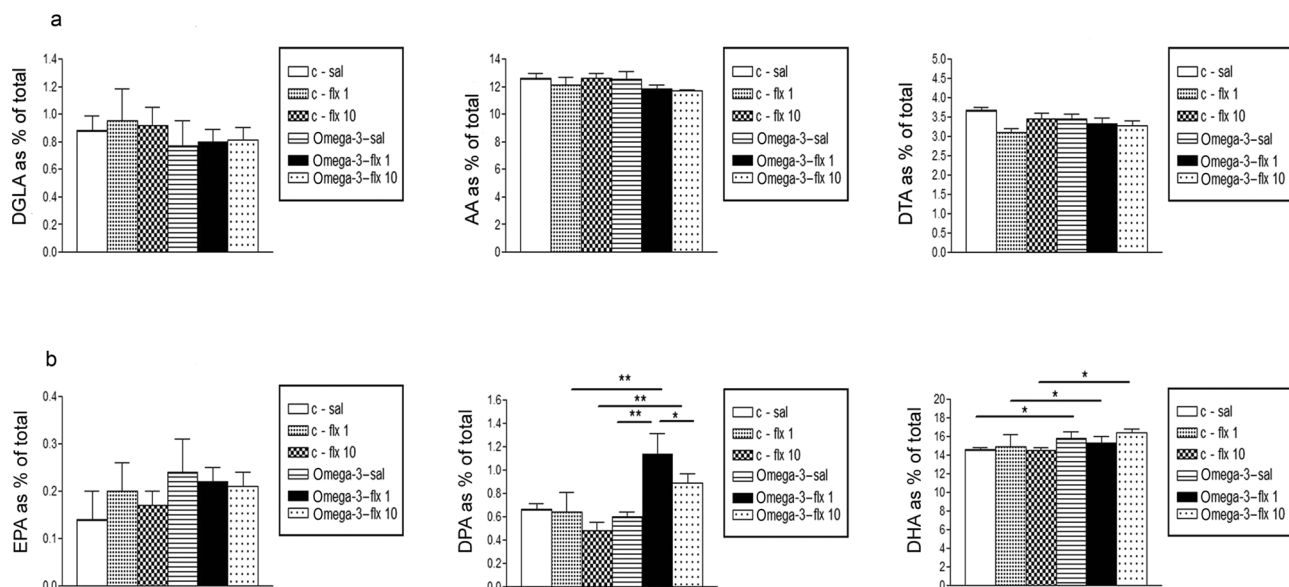 a
DGLA as % of total
1.4
1.2
1.0
0.8
0.6
0.4
0.2
0.0
c - sal
c - flx 1
c - flx 10
Omega-3-sal
Omega-3-flx 1
Omega-3-flx 10
AA as % of total
14
12
10
8
6
4
2
0
c - sal
c - flx 1
c - flx 10
Omega-3-sal
Omega-3-flx 1
Omega-3-flx 10
DTA as % of total
5.0
4.5
4.0
3.5
3.0
2.5
2.0
1.5
1.0
0.5
0.0
c - sal
c - flx 1
c - flx 10
Omega-3-sal
Omega-3-flx 1
Omega-3-flx 10
b
EPA as % of total
0.4
0.3
0.2
0.1
0.0
c - sal
c - flx 1
c - flx 10
Omega-3-sal
Omega-3-flx 1
Omega-3-flx 10
DPA as % of total
1.6
1.4
1.2
1.0
0.8
0.6
0.4
0.2
0.0
**
**
**
*
c - sal
c - flx 1
c - flx 10
Omega-3-sal
Omega-3-flx 1
Omega-3-flx 10
DHA as % of total
20
18
16
14
12
10
8
6
4
2
0
*
*
*
c - sal
c - flx 1
c - flx 10
Omega-3-sal
Omega-3-flx 1
Omega-3-flx 10